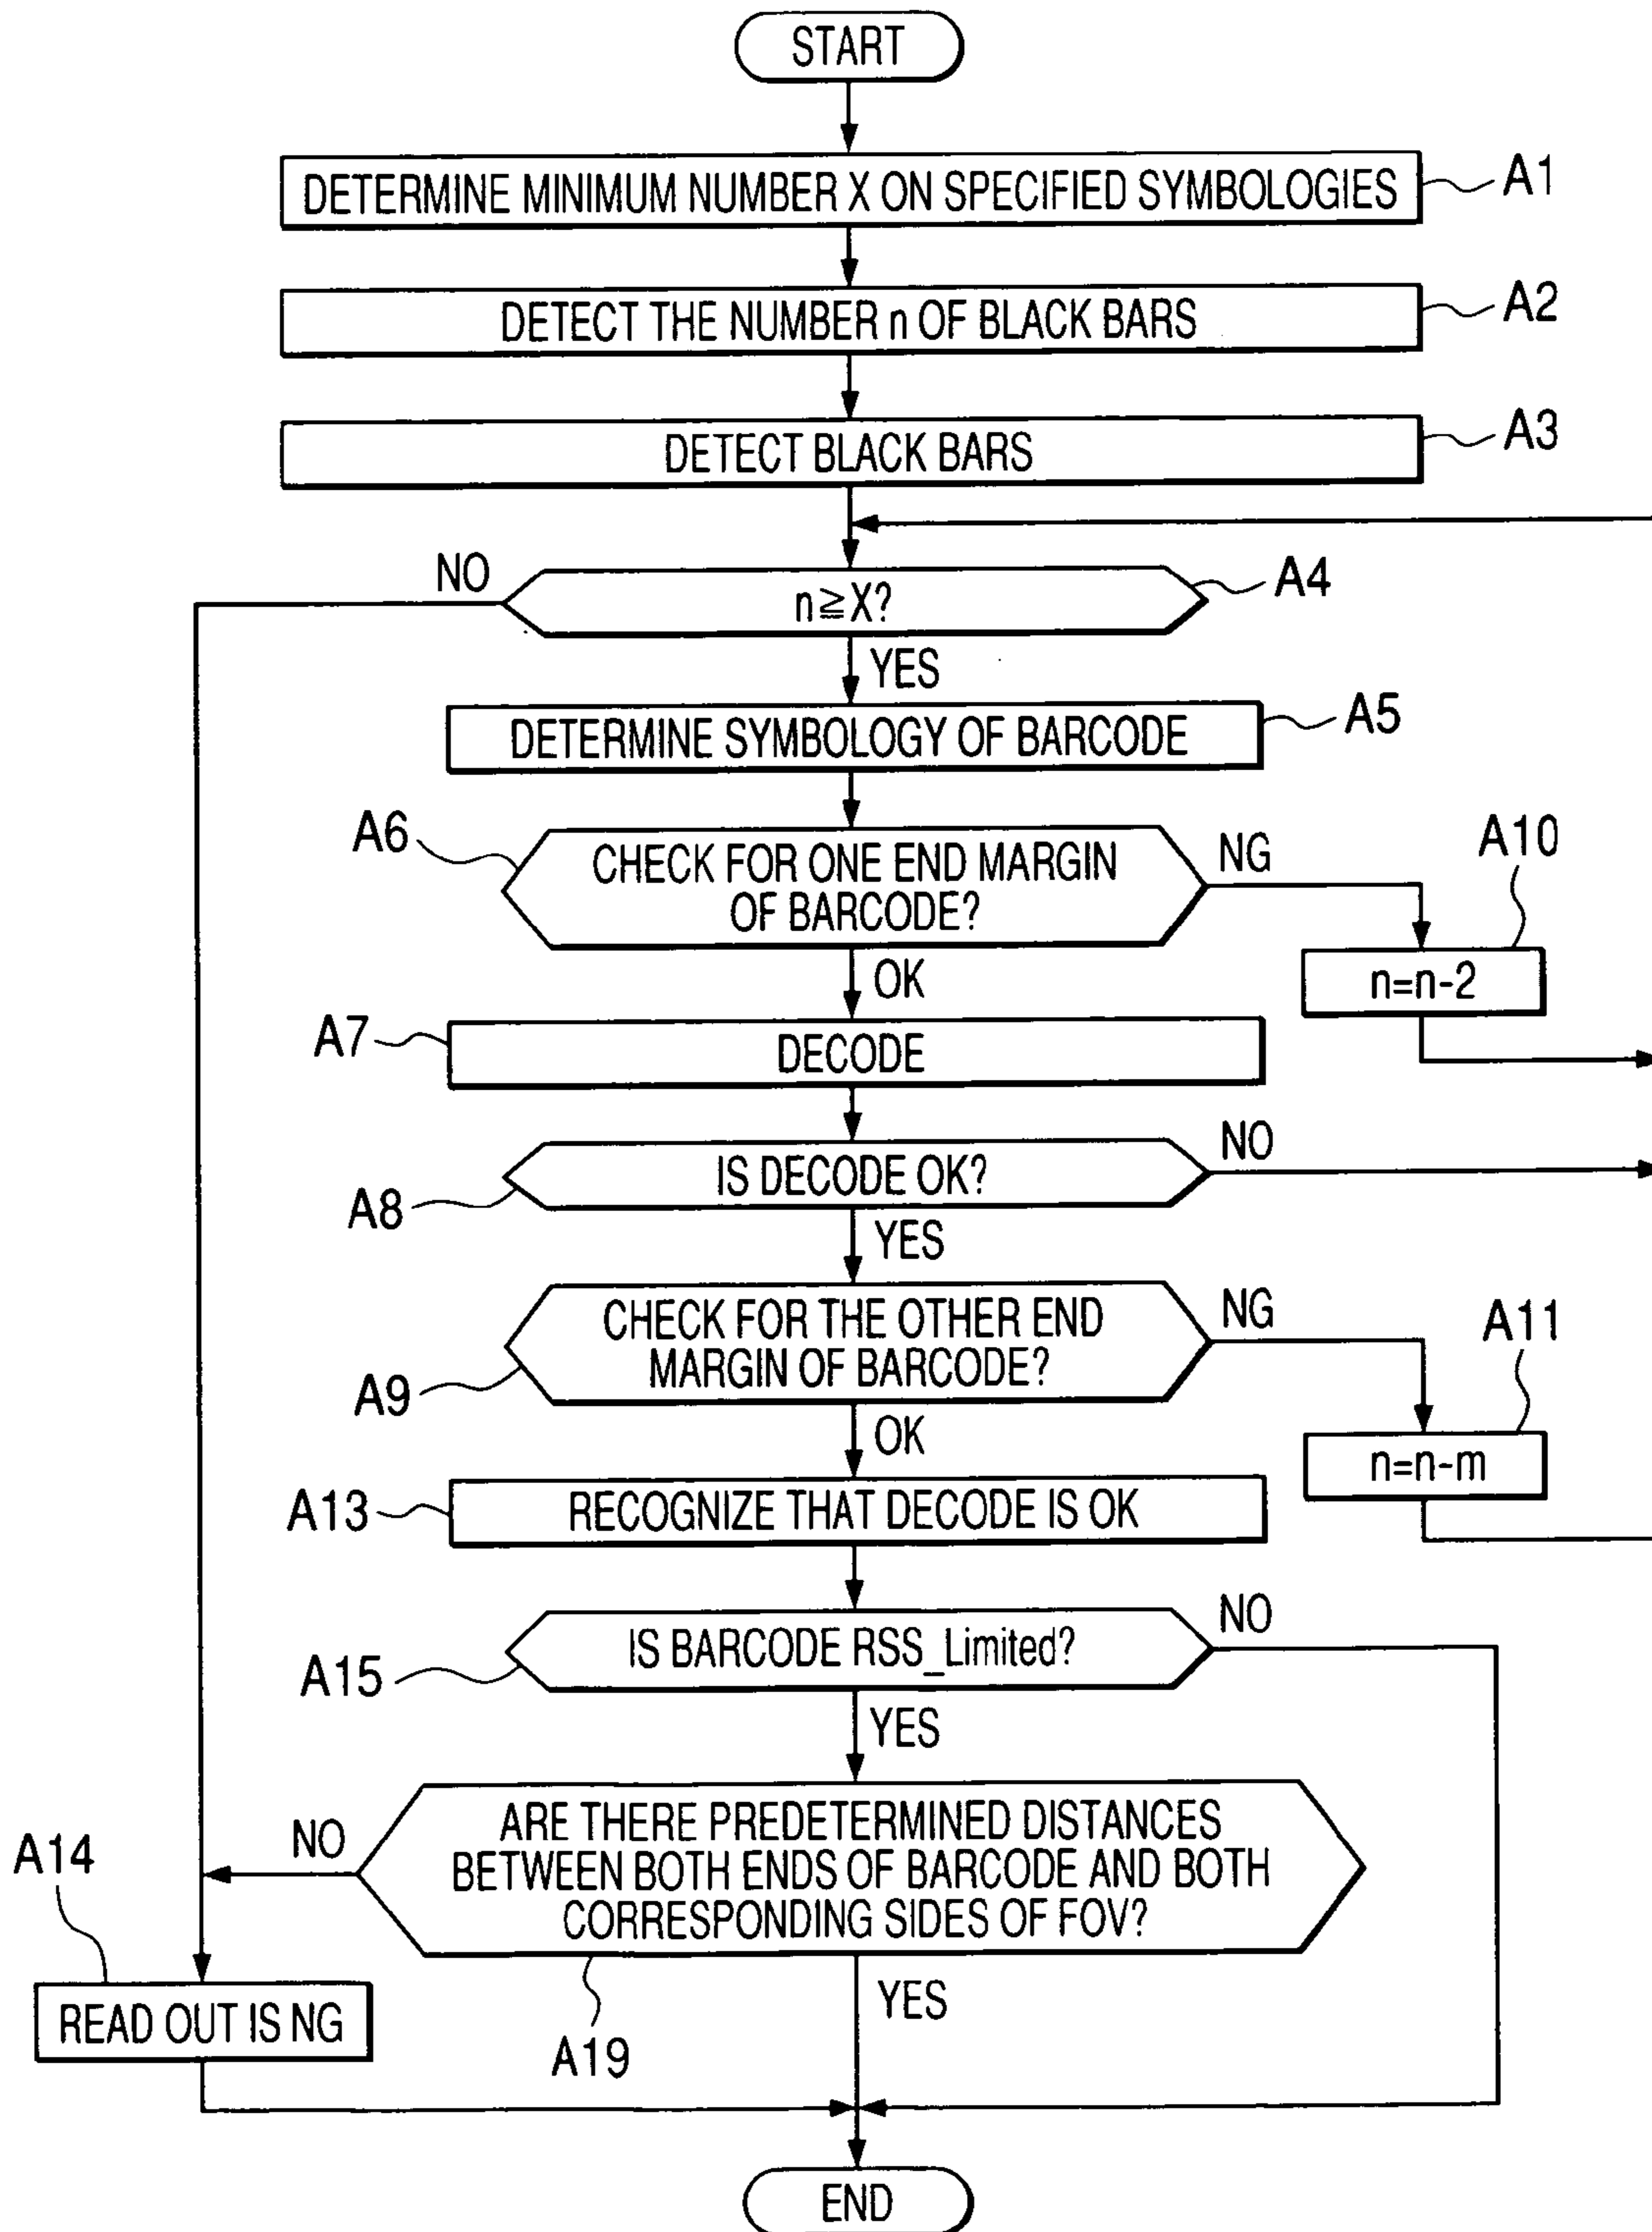 START
DETERMINE MINIMUM NUMBER X ON SPECIFIED SYMBOLOGIES
A1
DETECT THE NUMBER n OF BLACK BARS
A2
DETECT BLACK BARS
A3
NO
n≧X?
A4
YES
DETERMINE SYMBOLOGY OF BARCODE
A5
A6
CHECK FOR ONE END MARGIN
OF BARCODE?
NG
A10
n=n-2
OK
A7
DECODE
A8
IS DECODE OK?
NO
YES
CHECK FOR THE OTHER END
MARGIN OF BARCODE?
A9
NG
A11
n=n-m
OK
A13
RECOGNIZE THAT DECODE IS OK
A15
IS BARCODE RSS_Limited?
NO
YES
ARE THERE PREDETERMINED DISTANCES
BETWEEN BOTH ENDS OF BARCODE AND BOTH
CORRESPONDING SIDES OF FOV?
NO
A14
READ OUT IS NG
A19
YES
END